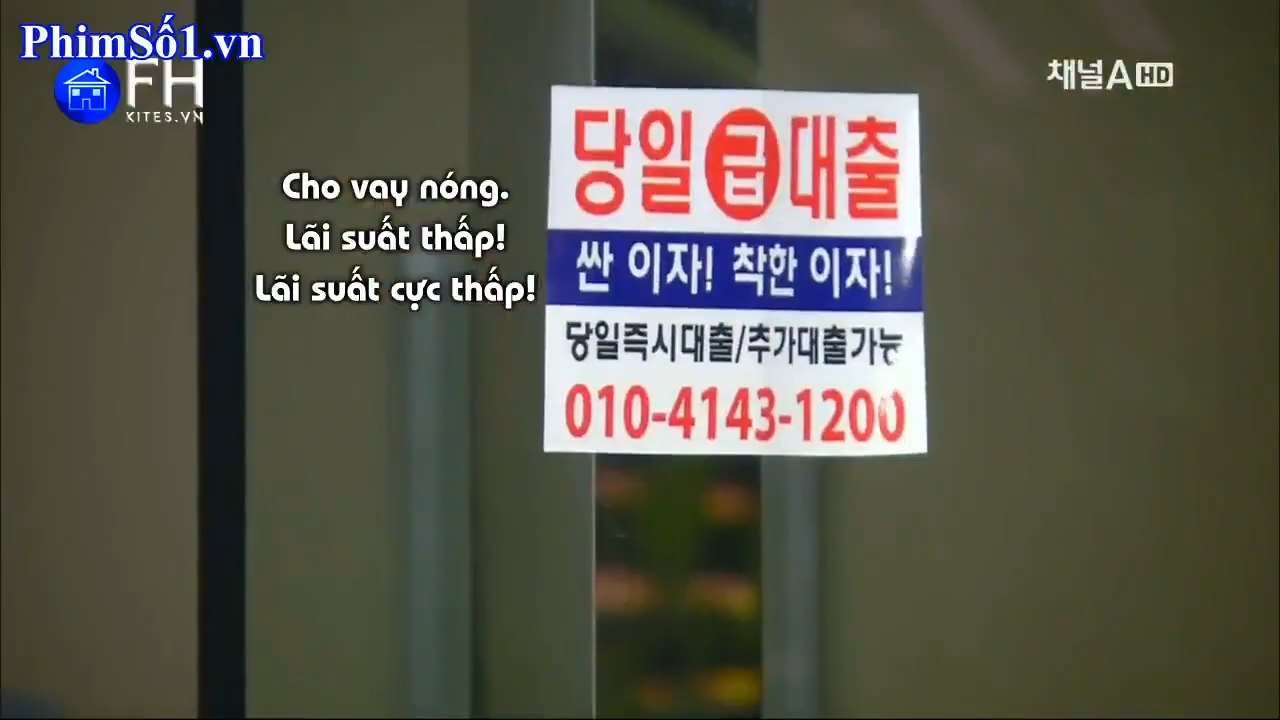 PhimSố1.vn
FH
KITES.VN
채널A HD
Cho vay nóng.
Lãi suất thấp!
Lãi suất cực thấp!
당일 급 대출
싼 이자! 착한 이자!
당일즉시대출/추가대출가능
010-4143-1200